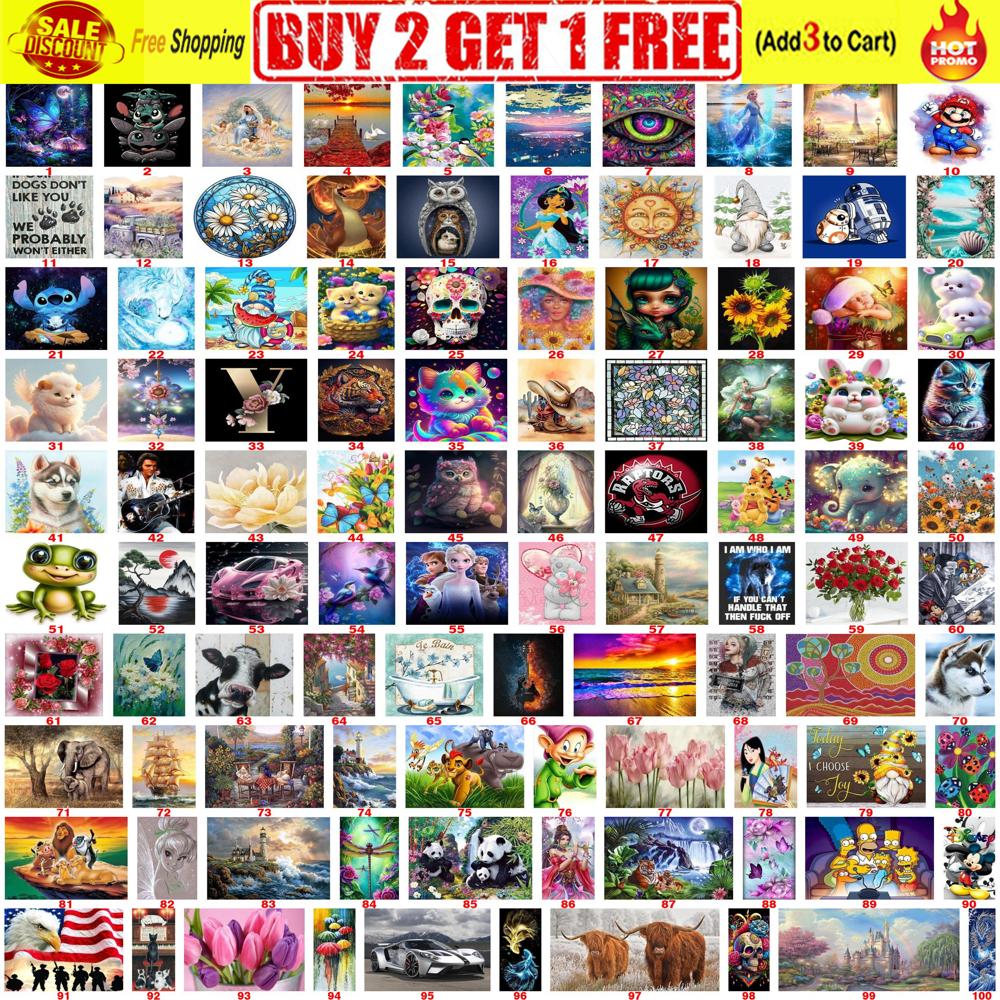 SALE
DISCOUNT
Free Shopping
BUY 2 GET 1 FREE
(Add 3 to Cart)
HOT
PROMO
1 2 3 4 5 6 7 8 9 10
DOGS DON'T
LIKE YOU
WE
PROBABLY
WON'T EITHER
11 12 13 14 15 16 17 18 19 20
21 22 23 24 25 26 27 28 29 30
Y
31 32 33 34 35 36 37 38 39 40
RAPTORS
41 42 43 44 45 46 47 48 49 50
I AM WHO I AM
IF YOU CAN'T
HANDLE THAT
THEN FUCK OFF
51 52 53 54 55 56 57 58 59 60
Le Bain
61 62 63 64 65 66 67 68 69 70
Today
I CHOOSE
Joy
71 72 73 74 75 76 77 78 79 80
81 82 83 84 85 86 87 88 89 90
91 92 93 94 95 96 97 98 99 100